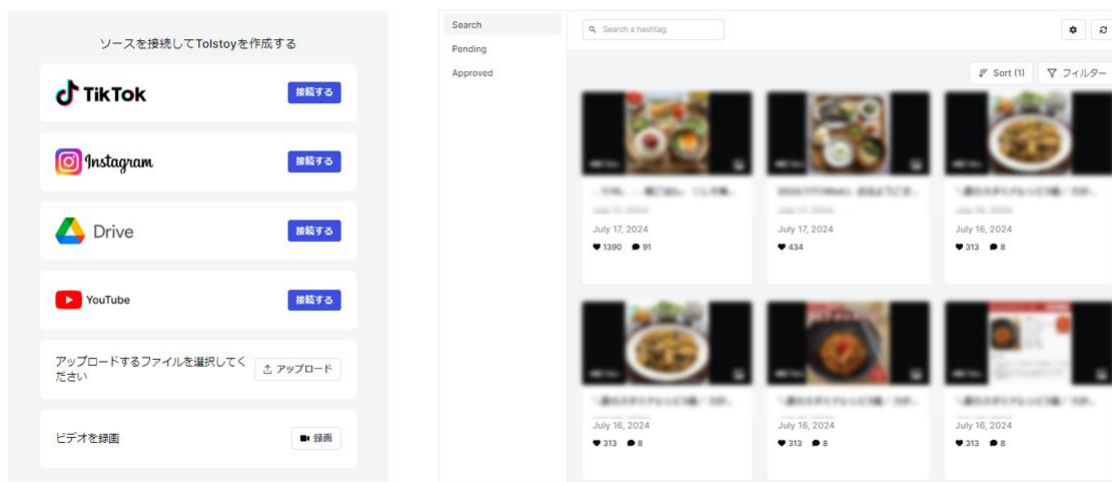 ソースを接続してTolstoyを作成する
TikTok
接続する
Instagram
接続する
Drive
接続する
YouTube
接続する
アップロードするファイルを選択してく
ださい
アップロード
ビデオを録画
録画
Search
Pending
Approved
Search a hashtag
Sort (1)
フィルター
July 17, 2024
1390 91
July 17, 2024
434
July 16, 2024
313 8
July 16, 2024
313 8
July 16, 2024
313 8
July 16, 2024
313 8